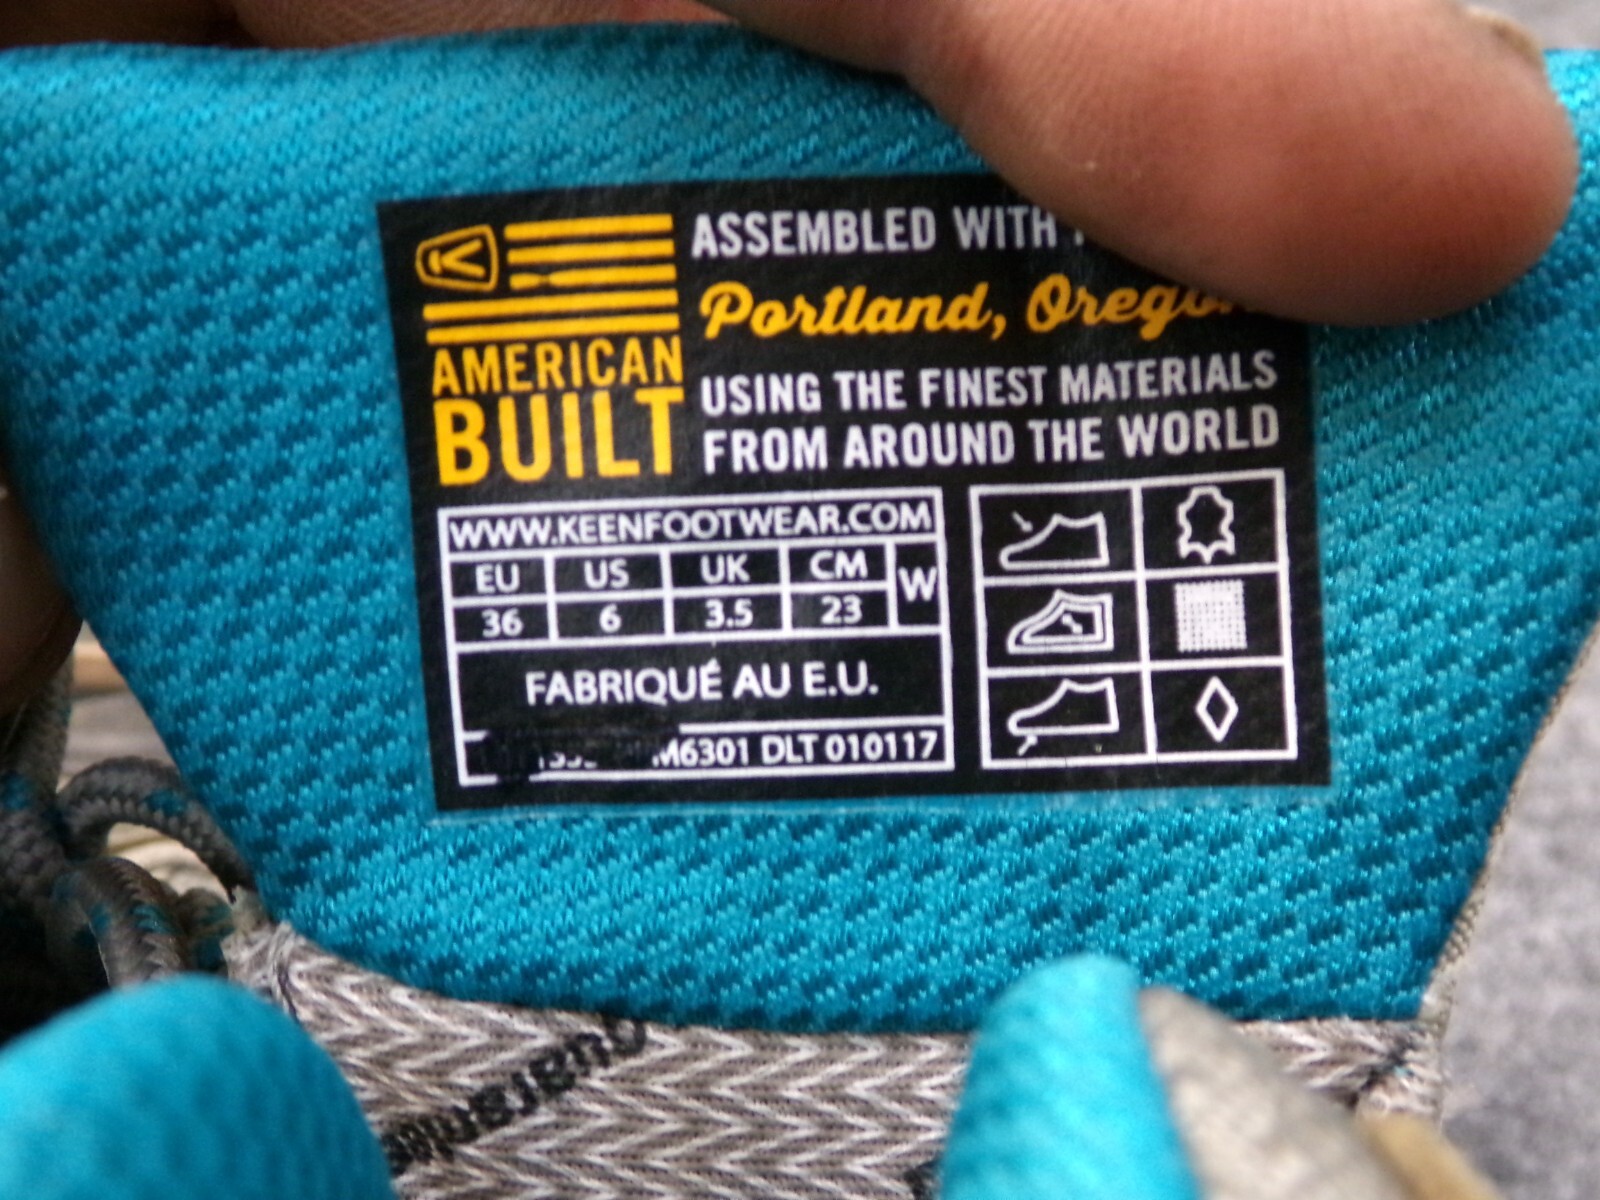 ASSEMBLED WITH
Portland, Oregon
AMERICAN
BUILT
USING THE FINEST MATERIALS
FROM AROUND THE WORLD
WWW.KEENFOOTWEAR.COM
EU US UK CM W
36 6 3.5 23
FABRIQUÉ AU E.U.
M6301 DLT 010117